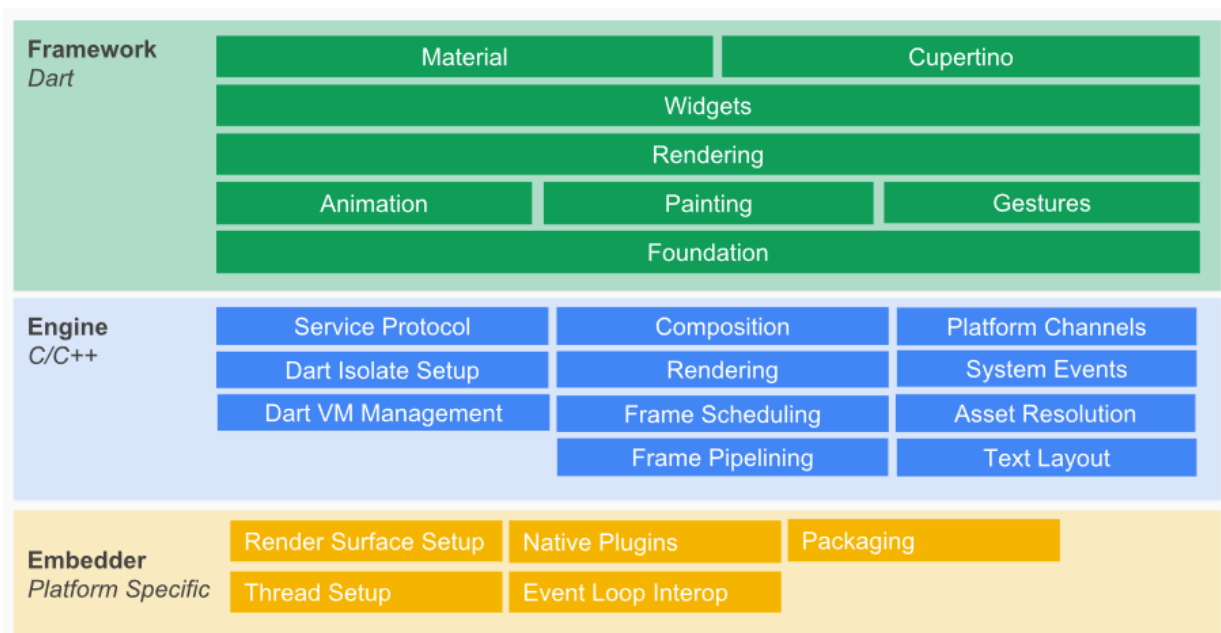 Framework
Dart
Material
Cupertino
Widgets
Rendering
Animation
Painting
Gestures
Foundation
Engine
C/C++
Service Protocol
Composition
Platform Channels
Dart Isolate Setup
Rendering
System Events
Dart VM Management
Frame Scheduling
Asset Resolution
Frame Pipelining
Text Layout
Embedder
Platform Specific
Render Surface Setup
Native Plugins
Packaging
Thread Setup
Event Loop Interop